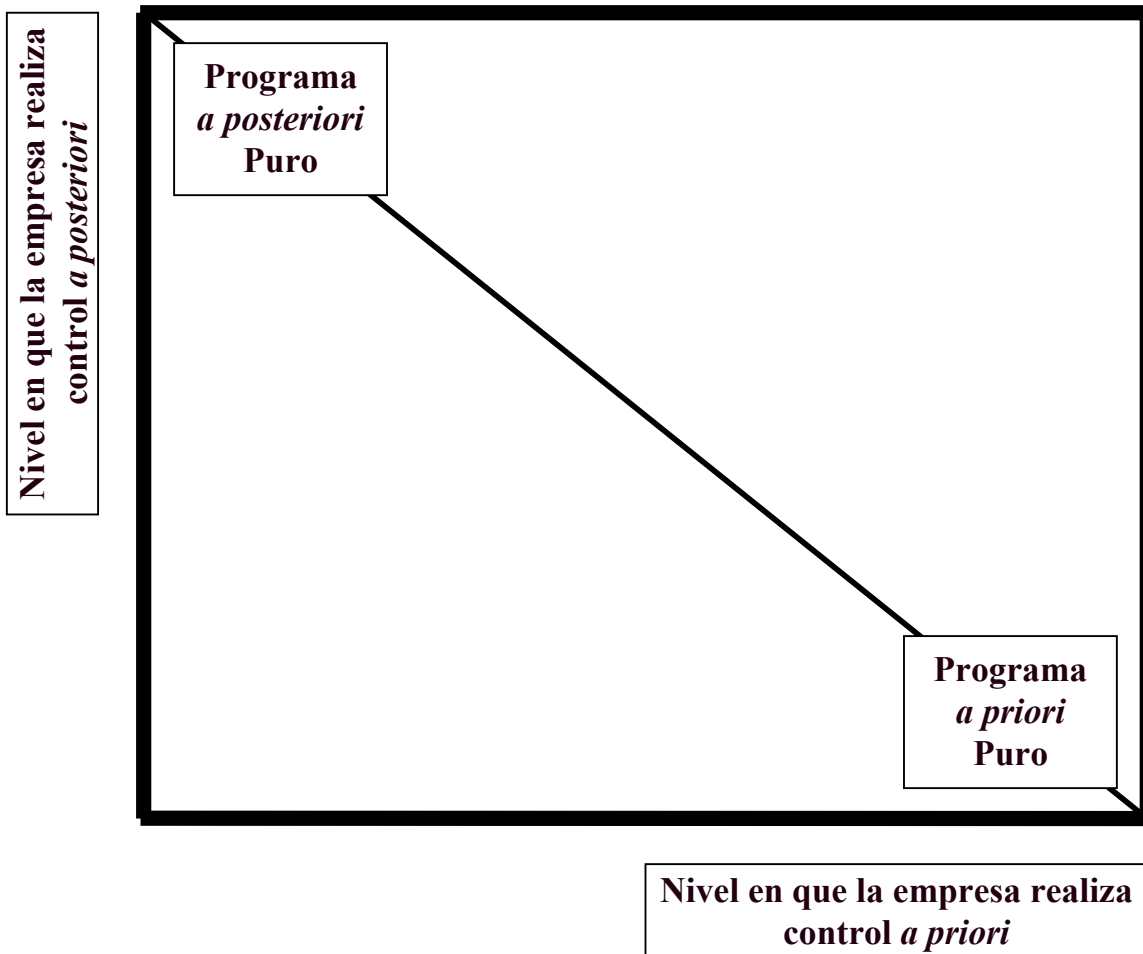 Nivel en que la empresa realiza
control a posteriori
Programa
a posteriori
Puro
Programa
a priori
Puro
Nivel en que la empresa realiza
control a priori